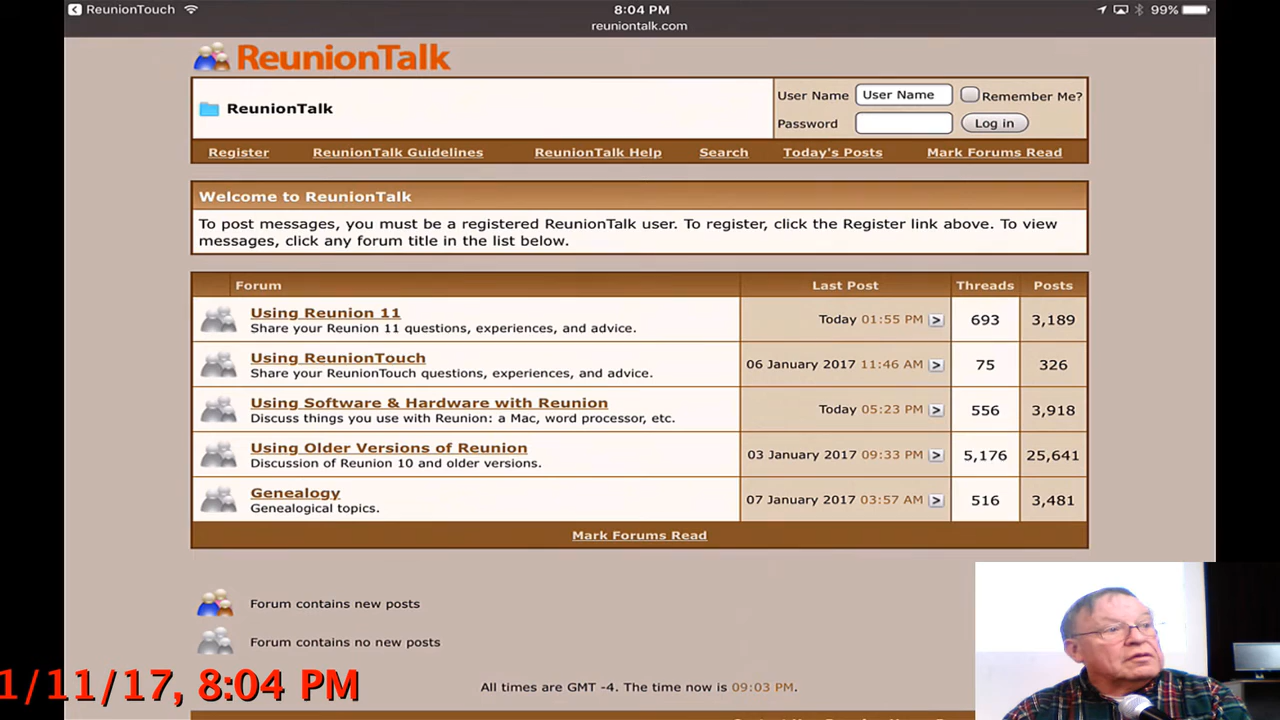 ReunionTouch 8:04 PM 99%
reuniontalk.com
ReunionTalk
ReunionTalk
User Name User Name Remember Me?
Password Log in
Register ReunionTalk Guidelines ReunionTalk Help Search Today's Posts Mark Forums Read
Welcome to ReunionTalk
To post messages, you must be a registered ReunionTalk user. To register, click the Register link above. To view
messages, click any forum title in the list below.
Forum Last Post Threads Posts
Using Reunion 11
Share your Reunion 11 questions, experiences, and advice.
Today 01:55 PM > 693 3,189
Using ReunionTouch
Share your ReunionTouch questions, experiences, and advice.
06 January 2017 11:46 AM > 75 326
Using Software & Hardware with Reunion
Discuss things you use with Reunion: a Mac, word processor, etc.
Today 05:23 PM > 556 3,918
Using Older Versions of Reunion
Discussion of Reunion 10 and older versions.
03 January 2017 09:33 PM > 5,176 25,641
Genealogy
Genealogical topics.
07 January 2017 03:57 AM > 516 3,481
Mark Forums Read
Forum contains new posts
Forum contains no new posts
1/11/17, 8:04 PM
All times are GMT -4. The time now is 09:03 PM.